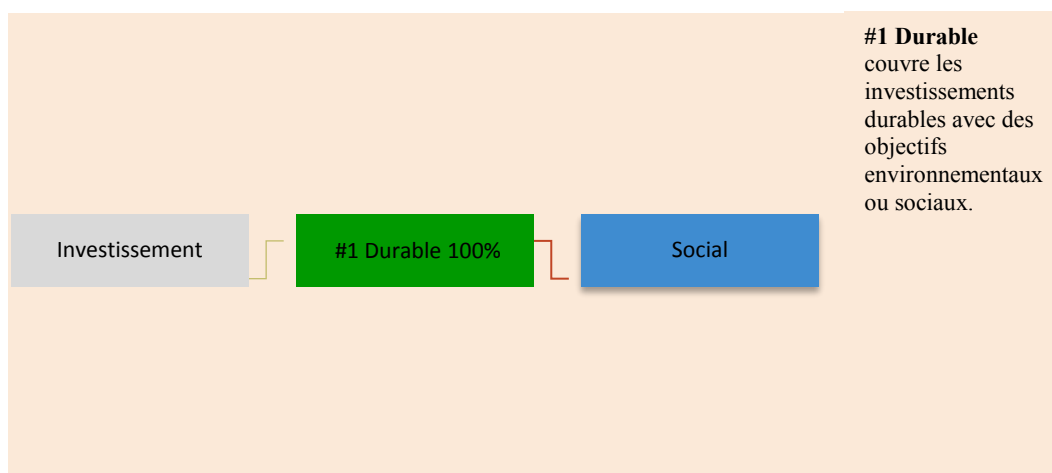 Investissement
#1 Durable 100%
Social
#1 Durable
couvre les
investissements
durables avec des
objectifs
environnementaux
ou sociaux.